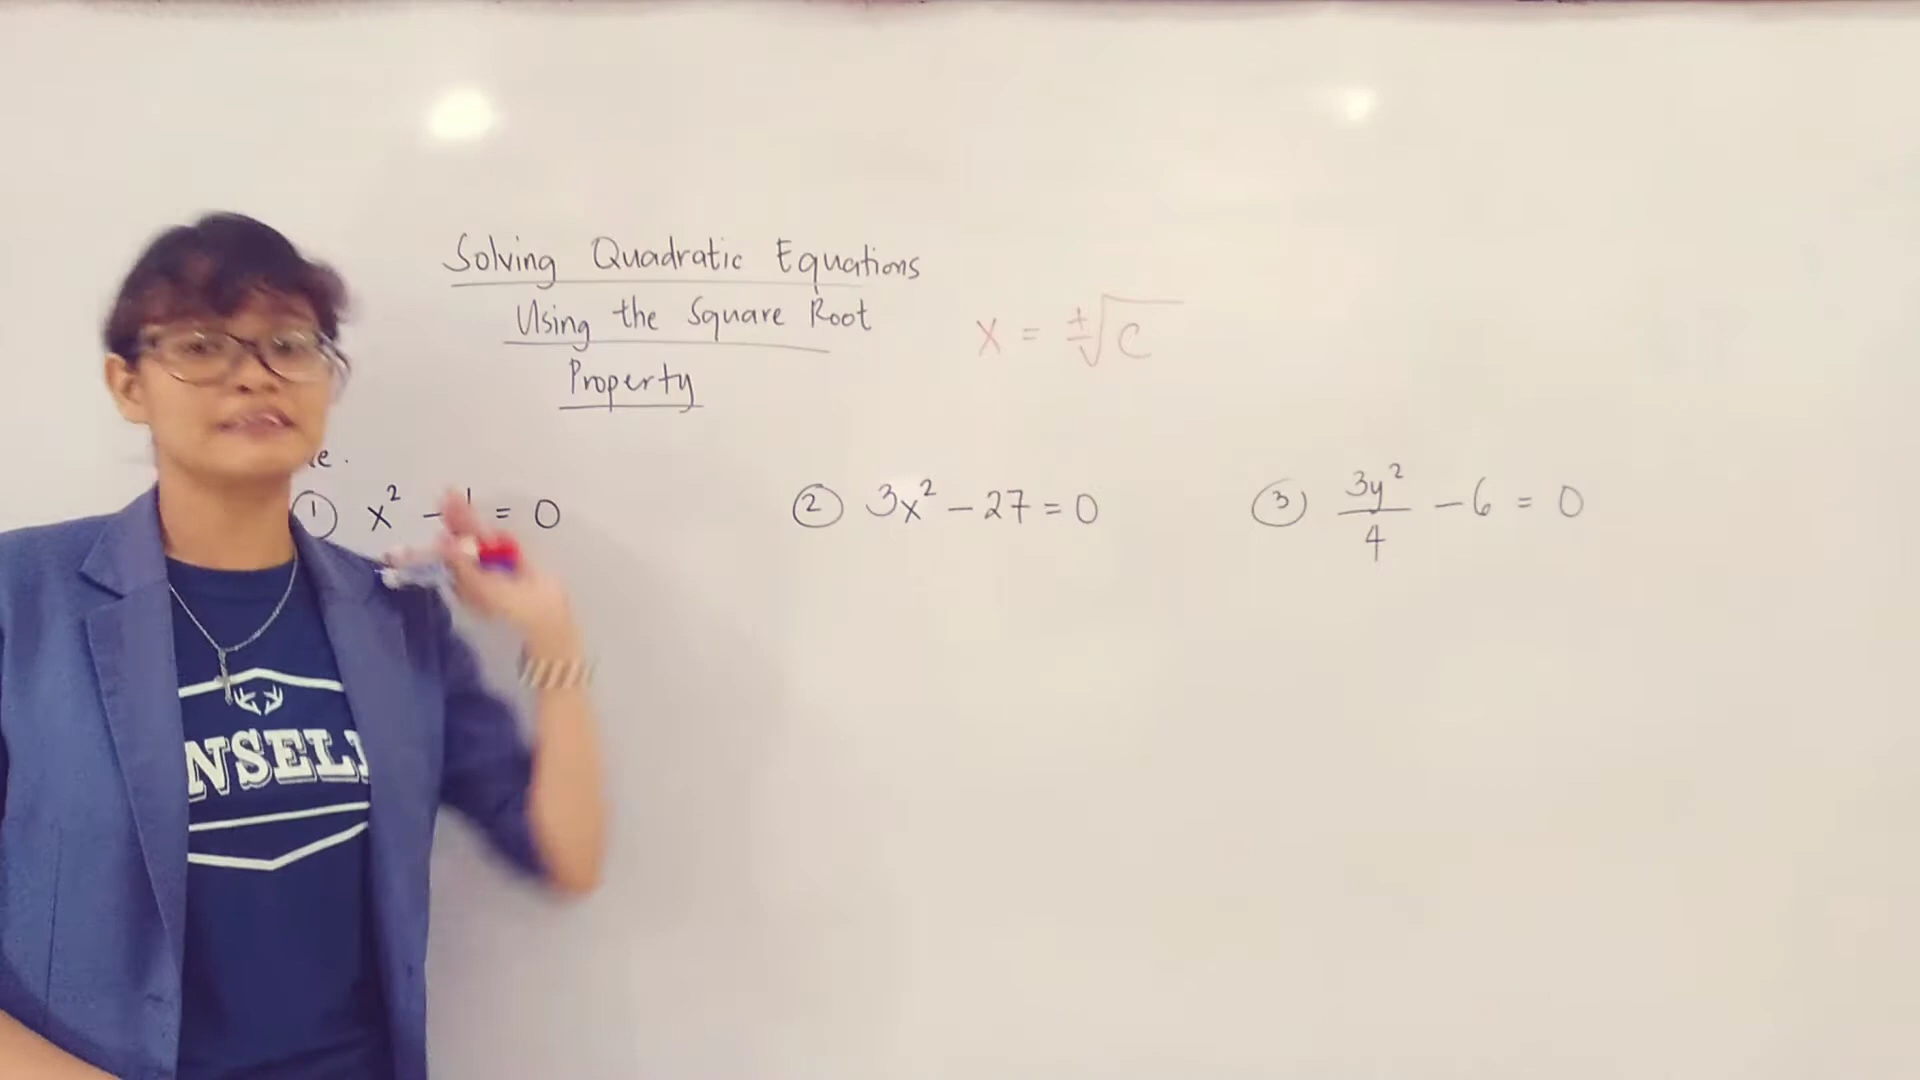 Solving Quadratic Equations
Using the Square Root
Property
x = ±√c
① x² - 1 = 0
② 3x² - 27 = 0
③ 3y²/4 - 6 = 0
NSEL